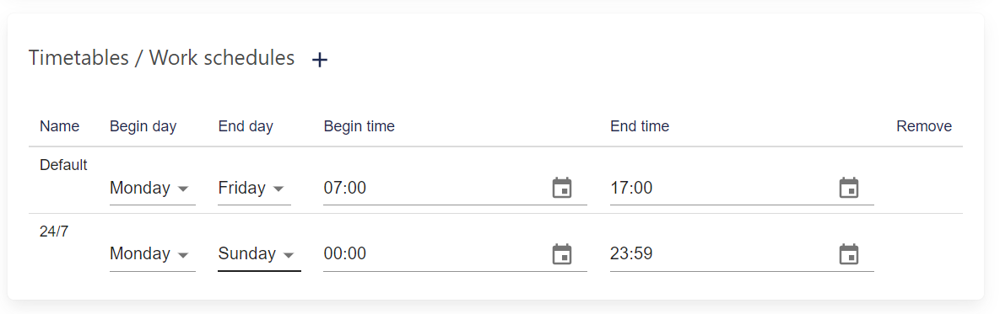 Timetables / Work schedules +
Name Begin day End day Begin time End time Remove
Default
Monday Friday 07:00 17:00
24/7
Monday Sunday 00:00 23:59